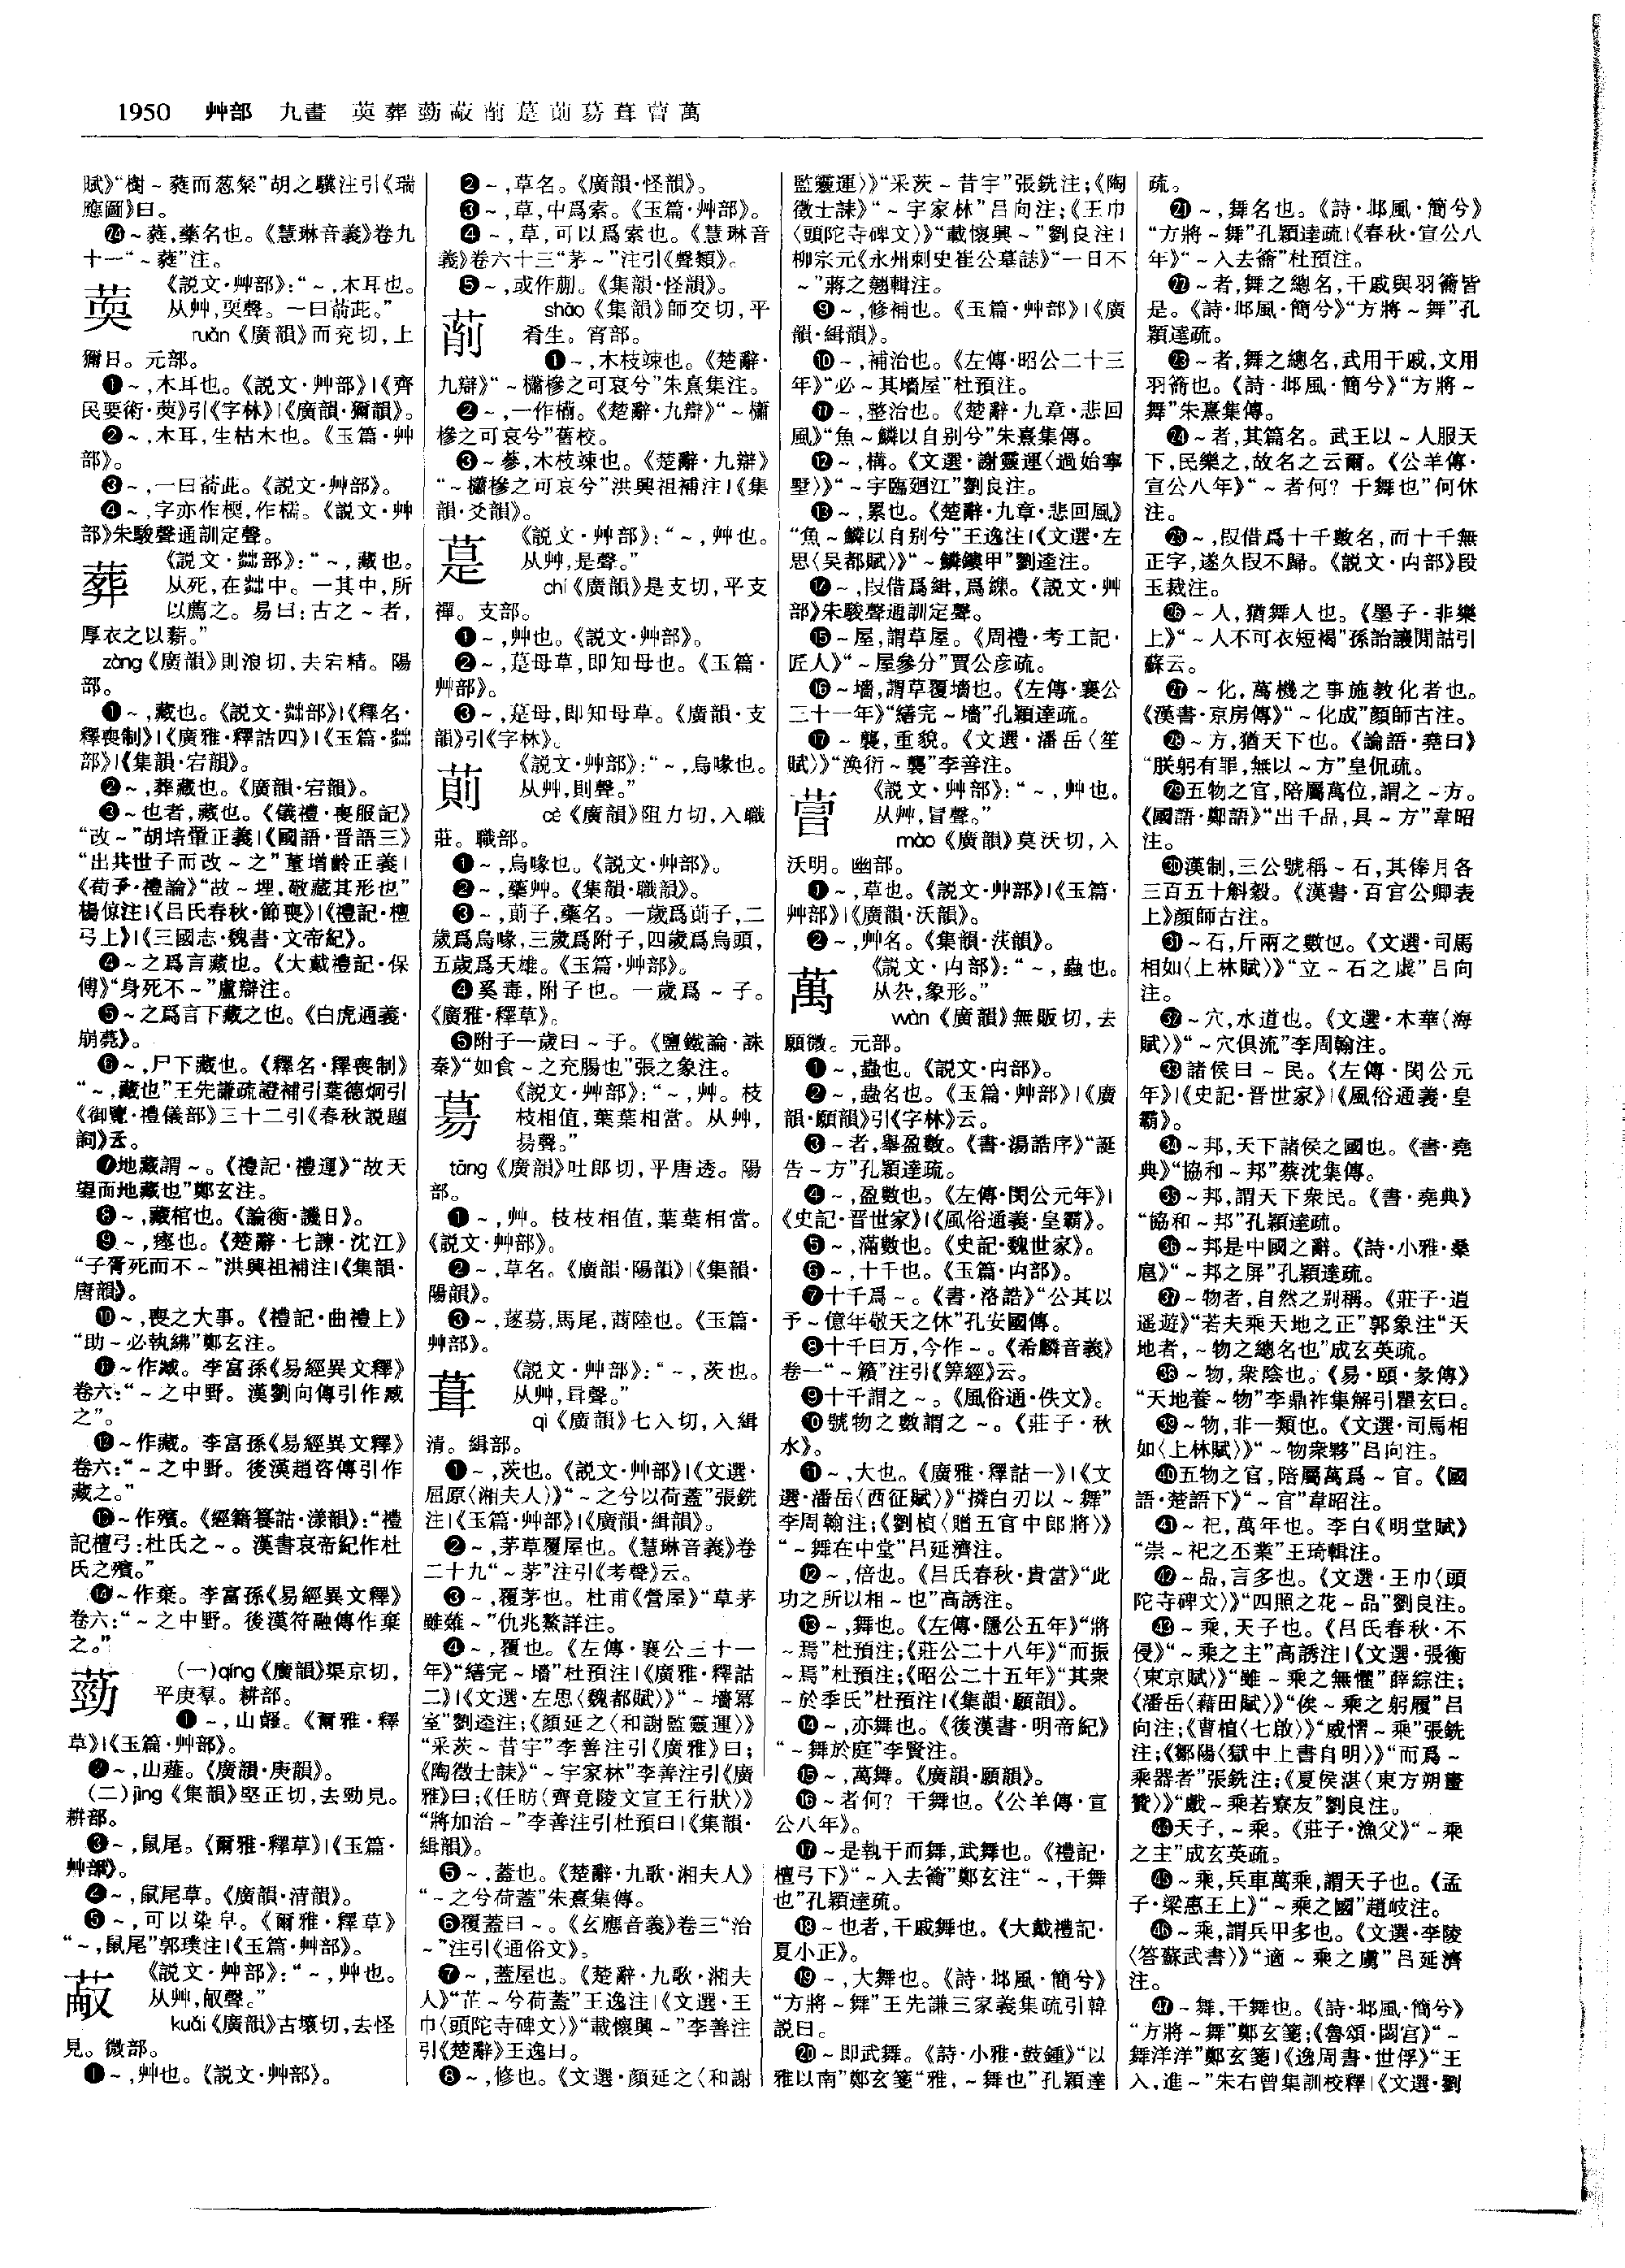 1950 艸部 九畫 萸葬葝蔽萷萛萴募葺萺萬
賦》“樹～蕤而葱粲”胡之驥注引《瑞
應圖》曰。
㉔～蕤,藥名也。《慧琳音義》卷九
十一“～蕤”注。
萸 《説文·艸部》:“～,木耳也。
从艸,耎聲。一曰萮茈。”
ruǎn《廣韻》而兖切,上
獮日。元部。
❶～,木耳也。《説文·艸部》|《齊
民要術·萸》引《字林》|《廣韻·獮韻》。
❷～,木耳,生枯木也。《玉篇·艸
部》。
❸～,一曰萮茈。《説文·艸部》。
❹～,字亦作㮕,作檽。《説文·艸
部》朱駿聲通訓定聲。
葬 《説文·茻部》:“～,藏也。
从死,在茻中。一其中,所
以薦之。易曰:古之～者,
厚衣之以薪。”
zàng《廣韻》則浪切,去宕精。陽
部。
❶～,藏也。《説文·茻部》|《釋名·
釋喪制》|《廣雅·釋詁四》|《玉篇·茻
部》|《集韻·宕韻》。
❷～,葬藏也。《廣韻·宕韻》。
❸～也者,藏也。《儀禮·喪服記》
“改～”胡培翬正義|《國語·晋語三》
“出共世子而改～之”董增齡正義|
《荀子·禮論》“故～埋,敬藏其形也”
楊倞注|《吕氏春秋·節喪》|《禮記·檀
弓上》|《三國志·魏書·文帝紀》。
❹～之爲言藏也。《大戴禮記·保
傅》“身死不～”盧辯注。
❺～之爲言下藏之也。《白虎通義·
崩薨》。
❻～,尸下藏也。《釋名·釋喪制》
“～,藏也”王先謙疏證補引葉德炯引
《御覽·禮儀部》三十二引《春秋説題
詞》云。
❼地藏謂～。《禮記·禮運》“故天
望而地藏也”鄭玄注。
❽～,藏棺也。《論衡·譏日》。
❾～,瘞也。《楚辭·七諫·沈江》
“子胥死而不～”洪興祖補注|《集韻·
唐韻》。
❿～,喪之大事。《禮記·曲禮上》
“助～必執紼”鄭玄注。
⓫～作臧。李富孫《易經異文釋》
卷六:“～之中野。漢劉向傳引作臧
之”。
⓬～作藏。李富孫《易經異文釋》
卷六:“～之中野。後漢趙咨傳引作
藏之。”
⓭～作殯。《經籍籑詁·漾韻》:“禮
記檀弓:杜氏之～。漢書哀帝紀作杜
氏之殯。”
⓮～作棄。李富孫《易經異文釋》
卷六:“～之中野。後漢符融傳作棄
之。”
葝 (一)qíng《廣韻》渠京切,
平庚羣。耕部。
❶～,山䪥。《爾雅·釋
草》|《玉篇·艸部》。
❷～,山薤。《廣韻·庚韻》。
(二)jìng《集韻》堅正切,去勁見。
耕部。
❸～,鼠尾。《爾雅·釋草》|《玉篇·
艸部》。
❹～,鼠尾草。《廣韻·清韻》。
❺～,可以染皁。《爾雅·釋草》
“～,鼠尾”郭璞注|《玉篇·艸部》。
蔽 《説文·艸部》:“～,艸也。
从艸,㪉聲。”
kuǎi《廣韻》古壞切,去怪
見。微部。
❶～,艸也。《説文·艸部》。
❷～,草名。《廣韻·怪韻》。
❸～,草,中爲索。《玉篇·艸部》。
❹～,草,可以爲索也。《慧琳音
義》卷六十三“茅～”注引《聲類》。
❺～,或作蒯。《集韻·怪韻》。
萷 shāo《集韻》師交切,平
肴生。宵部。
❶～,木枝竦也。《楚辭·
九辯》“～櫹槮之可哀兮”朱熹集注。
❷～,一作橚。《楚辭·九辯》“～櫹
槮之可哀兮”舊校。
❸～蔘,木枝竦也。《楚辭·九辯》
“～櫹槮之可哀兮”洪興祖補注|《集
韻·爻韻》。
萛 《説文·艸部》:“～,艸也。
从艸,是聲。”
chí《廣韻》是支切,平支
禪。支部。
❶～,艸也。《説文·艸部》。
❷～,莐母草,即知母也。《玉篇·
艸部》。
❸～,莐母,即知母草。《廣韻·支
韻》引《字林》。
萴 《説文·艸部》:“～,烏喙也。
从艸,則聲。”
cè《廣韻》阻力切,入職
莊。職部。
❶～,烏喙也。《説文·艸部》。
❷～,藥艸。《集韻·職韻》。
❸～,萴子,藥名。一歲爲萴子,二
歲爲烏喙,三歲爲附子,四歲爲烏頭,
五歲爲天雄。《玉篇·艸部》。
❹奚毒,附子也。一歲爲～子。
《廣雅·釋草》。
❺附子一歲曰～子。《鹽鐵論·誅
秦》“如食～之充腸也”張之象注。
募 《説文·艸部》:“～,艸。枝
枝相值,葉葉相當。从艸,
昜聲。”
tāng《廣韻》吐郎切,平唐透。陽
部。
❶～,艸。枝枝相值,葉葉相當。
《説文·艸部》。
❷～,草名。《廣韻·陽韻》|《集韻·
陽韻》。
❸～,蓫蕩,馬尾,蔏陸也。《玉篇·
艸部》。
葺 《説文·艸部》:“～,茨也。
从艸,咠聲。”
qì《廣韻》七入切,入緝
清。緝部。
❶～,茨也。《説文·艸部》|《文選·
屈原〈湘夫人〉》“～之兮以荷蓋”張銑
注|《玉篇·艸部》|《廣韻·緝韻》。
❷～,茅草覆屋也。《慧琳音義》卷
二十九“～茅”注引《考聲》云。
❸～,覆茅也。杜甫《營屋》“草茅
雖薙～”仇兆鰲詳注。
❹～,覆也。《左傳·襄公三十一
年》“繕完～墻”杜預注|《廣雅·釋詁
二》|《文選·左思〈魏都賦〉》“～墻冪
室”劉逵注;《顔延之〈和謝監靈運〉》
“采茨～昔宇”李善注引《廣雅》曰;
《陶徵士誄》“～宇家林”李善注引《廣
雅》曰;《任昉〈齊竟陵文宣王行狀〉》
“將加治～”李善注引杜預曰|《集韻·
緝韻》。
❺～,蓋也。《楚辭·九歌·湘夫人》
“～之兮荷蓋”朱熹集傳。
❻覆蓋曰～。《玄應音義》卷三“治
～”注引《通俗文》。
❼～,蓋屋也。《楚辭·九歌·湘夫
人》“芷～兮荷蓋”王逸注|《文選·王
巾〈頭陀寺碑文〉》“載懷興～”李善注
引《楚辭》王逸曰。
❽～,修也。《文選·顔延之〈和謝
監靈運〉》“采茨～昔宇”張銑注;《陶
徵士誄》“～宇家林”吕向注;《王巾
〈頭陀寺碑文〉》“載懷興～”劉良注|
柳宗元《永州刺史崔公墓誌》“一日不
～”蔣之翹輯注。
❾～,修補也。《玉篇·艸部》|《廣
韻·緝韻》。
❿～,補治也。《左傳·昭公二十三
年》“必～其墻屋”杜預注。
⓫～,整治也。《楚辭·九章·悲回
風》“魚～鱗以自别兮”朱熹集傳。
⓬～,構。《文選·謝靈運〈過始寧
墅〉》“～宇臨廻江”劉良注。
⓭～,累也。《楚辭·九章·悲回風》
“魚～鱗以自别兮”王逸注|《文選·左
思〈吴都賦〉》“～鱗鏤甲”劉逵注。
⓮～,叚借爲緝,爲緤。《説文·艸
部》朱駿聲通訓定聲。
⓯～屋,謂草屋。《周禮·考工記·
匠人》“～屋參分”賈公彦疏。
⓰～墻,謂草覆墻也。《左傳·襄公
三十一年》“繕完～墻”孔穎達疏。
⓱～襲,重貌。《文選·潘岳〈笙
賦〉》“涣衍～襲”李善注。
萺 《説文·艸部》:“～,艸也。
从艸,冒聲。”
mào《廣韻》莫沃切,入
沃明。幽部。
❶～,草也。《説文·艸部》|《玉篇·
艸部》|《廣韻·沃韻》。
❷～,艸名。《集韻·沃韻》。
萬 《説文·禸部》:“～,蟲也。
从厹,象形。”
wàn《廣韻》無販切,去
願微。元部。
❶～,蟲也。《説文·禸部》。
❷～,蟲名也。《玉篇·艸部》|《廣
韻·願韻》引《字林》云。
❸～者,舉盈數。《書·湯誥序》“誕
告～方”孔穎達疏。
❹～,盈數也。《左傳·閔公元年》|
《史記·晋世家》|《風俗通義·皇霸》。
❺～,滿數也。《史記·魏世家》。
❻～,十千也。《玉篇·禸部》。
❼十千爲～。《書·洛誥》“公其以
予～億年敬天之休”孔安國傳。
❽十千曰万,今作～。《希麟音義》
卷一“～籟”注引《筭經》云。
❾十千謂之～。《風俗通·佚文》。
❿號物之數謂之～。《莊子·秋
水》。
⓫～,大也。《廣雅·釋詁一》|《文
選·潘岳〈西征賦〉》“撛白刃以～舞”
李周翰注;《劉楨〈贈五官中郎將〉》
“～舞在中堂”吕延濟注。
⓬～,倍也。《吕氏春秋·貴當》“此
功之所以相～也”高誘注。
⓭～,舞也。《左傳·隱公五年》“將
～焉”杜預注;《莊公二十八年》“而振
～焉”杜預注;《昭公二十五年》“其衆
～於季氏”杜預注|《集韻·願韻》。
⓮～,亦舞也。《後漢書·明帝紀》
“～舞於庭”李賢注。
⓯～,萬舞。《廣韻·願韻》。
⓰～者何?干舞也。《公羊傳·宣
公八年》。
⓱～是執干而舞,武舞也。《禮記·
檀弓下》“～入去籥”鄭玄注“～,干舞
也”孔穎達疏。
⓲～也者,干戚舞也。《大戴禮記·
夏小正》。
⓳～,大舞也。《詩·邶風·簡兮》
“方將～舞”王先謙三家義集疏引韓
説曰。
⓴～即武舞。《詩·小雅·鼓鍾》“以
雅以南”鄭玄箋“雅,～舞也”孔穎達
疏。
㉑～,舞名也。《詩·邶風·簡兮》
“方將～舞”孔穎達疏|《春秋·宣公八
年》“～入去籥”杜預注。
㉒～者,舞之總名,干戚與羽籥皆
是。《詩·邶風·簡兮》“方將～舞”孔
穎達疏。
㉓～者,舞之總名,武用干戚,文用
羽籥也。《詩·邶風·簡兮》“方將～
舞”朱熹集傳。
㉔～者,其篇名。武王以～人服天
下,民樂之,故名之云爾。《公羊傳·
宣公八年》“～者何?干舞也”何休
注。
㉕～,叚借爲十千數名,而十千無
正字,遂久叚不歸。《説文·禸部》段
玉裁注。
㉖～人,猶舞人也。《墨子·非樂
上》“～人不可衣短褐”孫詒讓閒詁引
蘇云。
㉗～化,萬機之事施教化者也。
《漢書·京房傳》“～化成”顔師古注。
㉘～方,猶天下也。《論語·堯曰》
“朕躬有罪,無以～方”皇侃疏。
㉙五物之官,陪屬萬位,謂之～方。
《國語·鄭語》“出千品,具～方”韋昭
注。
㉚漢制,三公號稱～石,其俸月各
三百五十斛穀。《漢書·百官公卿表
上》顔師古注。
㉛～石,斤兩之數也。《文選·司馬
相如〈上林賦〉》“立～石之虡”吕向
注。
㉜～穴,水道也。《文選·木華〈海
賦〉》“～穴俱流”李周翰注。
㉝諸侯曰～民。《左傳·閔公元
年》|《史記·晋世家》|《風俗通義·皇
霸》。
㉞～邦,天下諸侯之國也。《書·堯
典》“協和～邦”蔡沈集傳。
㉟～邦,謂天下衆民。《書·堯典》
“協和～邦”孔穎達疏。
㊱～邦是中國之辭。《詩·小雅·桑
扈》“～邦之屏”孔穎達疏。
㊲～物者,自然之别稱。《莊子·逍
遥遊》“若夫乘天地之正”郭象注“天
地者,～物之總名也”成玄英疏。
㊳～物,衆陰也。《易·頤·彖傳》
“天地養～物”李鼎祚集解引翟玄曰。
㊴～物,非一類也。《文選·司馬相
如〈上林賦〉》“～物衆夥”吕向注。
㊵五物之官,陪屬萬爲～官。《國
語·楚語下》“～官”韋昭注。
㊶～祀,萬年也。李白《明堂賦》
“崇～祀之丕業”王琦輯注。
㊷～品,言多也。《文選·王巾〈頭
陀寺碑文〉》“四照之花～品”劉良注。
㊸～乘,天子也。《吕氏春秋·不
侵》“～乘之主”高誘注|《文選·張衡
〈東京賦〉》“雖～乘之無懼”薛綜注;
《潘岳〈藉田賦〉》“俟～乘之躬履”吕
向注;《曹植〈七啟〉》“威慴～乘”張銑
注;《鄒陽〈獄中上書自明〉》“而爲～
乘器者”張銑注;《夏侯湛〈東方朔畫
贊〉》“戲～乘若寮友”劉良注。
㊹天子,～乘。《莊子·漁父》“～乘
之主”成玄英疏。
㊺～乘,兵車萬乘,謂天子也。《孟
子·梁惠王上》“～乘之國”趙岐注。
㊻～乘,謂兵甲多也。《文選·李陵
〈答蘇武書〉》“適～乘之虜”吕延濟
注。
㊼～舞,干舞也。《詩·邶風·簡兮》
“方將～舞”鄭玄箋;《魯頌·閟宫》“～
舞洋洋”鄭玄箋|《逸周書·世俘》“王
入,進～”朱右曾集訓校釋|《文選·劉